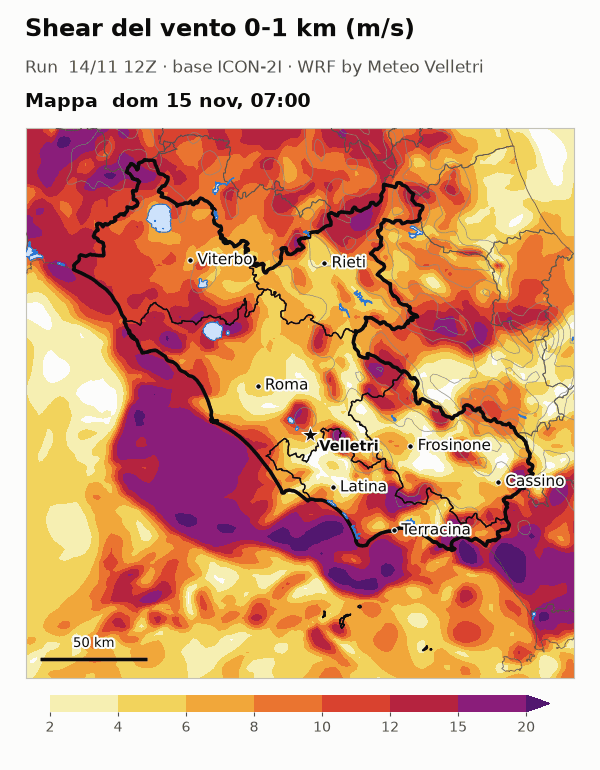 Shear del vento 0-1 km (m/s)
Run  14/11 12Z · base ICON-2I · WRF by Meteo Velletri
Mappa  dom 15 nov, 07:00
Viterbo
Rieti
Roma
Velletri
Frosinone
Cassino
Latina
Terracina
50 km
2 4 6 8 10 12 15 20